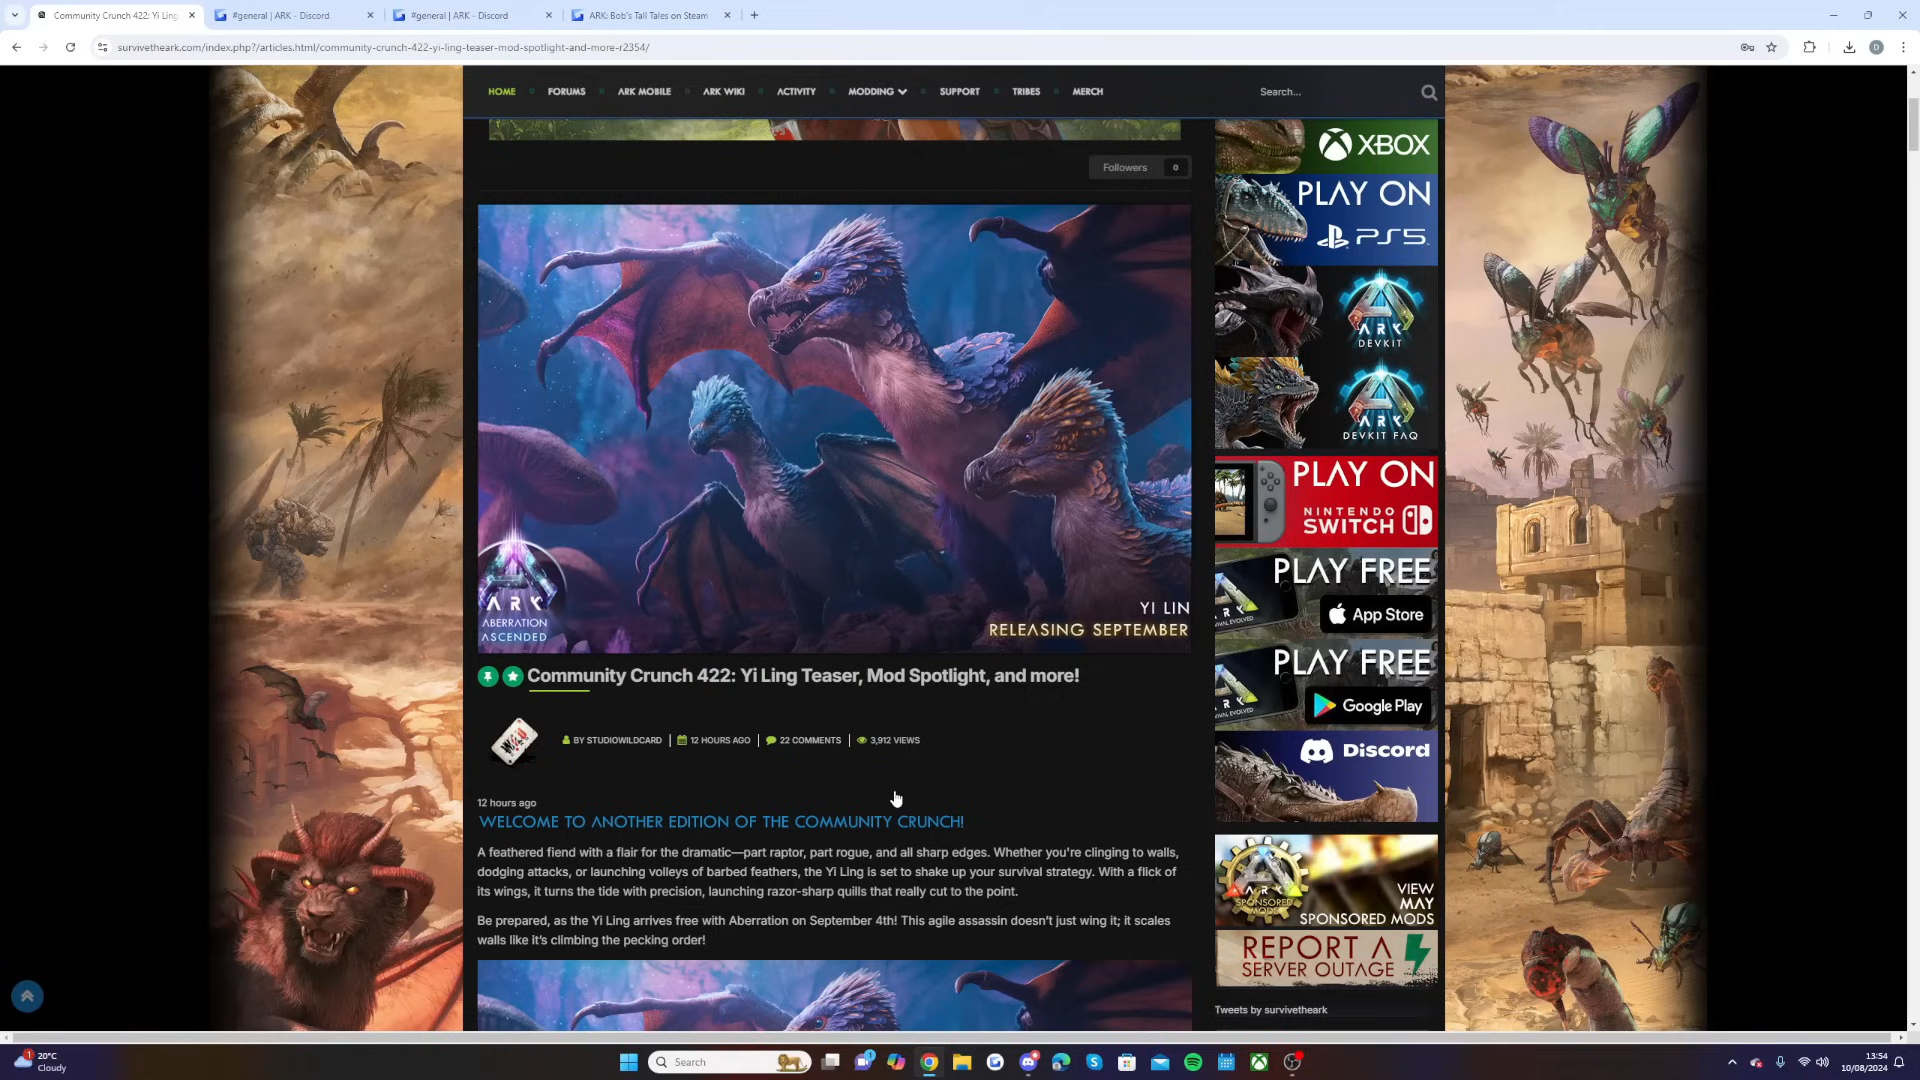 Community Crunch 422: Yi Ling
#general | ARK - Discord
#general | ARK - Discord
ARK: Bob's Tall Tales on Steam
survivetheark.com/index.php?/articles.html/community-crunch-422-yi-ling-teaser-mod-spotlight-and-more-r2354/
D
HOME
FORUMS
ARK MOBILE
ARK WIKI
ACTIVITY
MODDING
SUPPORT
TRIBES
MERCH
Search...
Followers 0
ARK
ABERRATION
ASCENDED
YI LIN
RELEASING SEPTEMBER
Community Crunch 422: Yi Ling Teaser, Mod Spotlight, and more!
BY STUDIOWILDCARD
12 HOURS AGO
22 COMMENTS
3,912 VIEWS
12 hours ago
WELCOME TO ANOTHER EDITION OF THE COMMUNITY CRUNCH!
A feathered fiend with a flair for the dramatic—part raptor, part rogue, and all sharp edges. Whether you're clinging to walls,
dodging attacks, or launching volleys of barbed feathers, the Yi Ling is set to shake up your survival strategy. With a flick of
its wings, it turns the tide with precision, launching razor-sharp quills that really cut to the point.
Be prepared, as the Yi Ling arrives free with Aberration on September 4th! This agile assassin doesn't just wing it; it scales
walls like it's climbing the pecking order!
XBOX
PLAY ON
PS5
ARK
DEVKIT
ARK
DEVKIT FAQ
PLAY ON
NINTENDO
SWITCH
PLAY FREE
App Store
PLAY FREE
Google Play
Discord
ARK
SPONSORED
MODS
VIEW
MAY
SPONSORED MODS
REPORT A
SERVER OUTAGE
Tweets by survivetheark
1
20°C
Cloudy
Search
1
13:54
10/08/2024